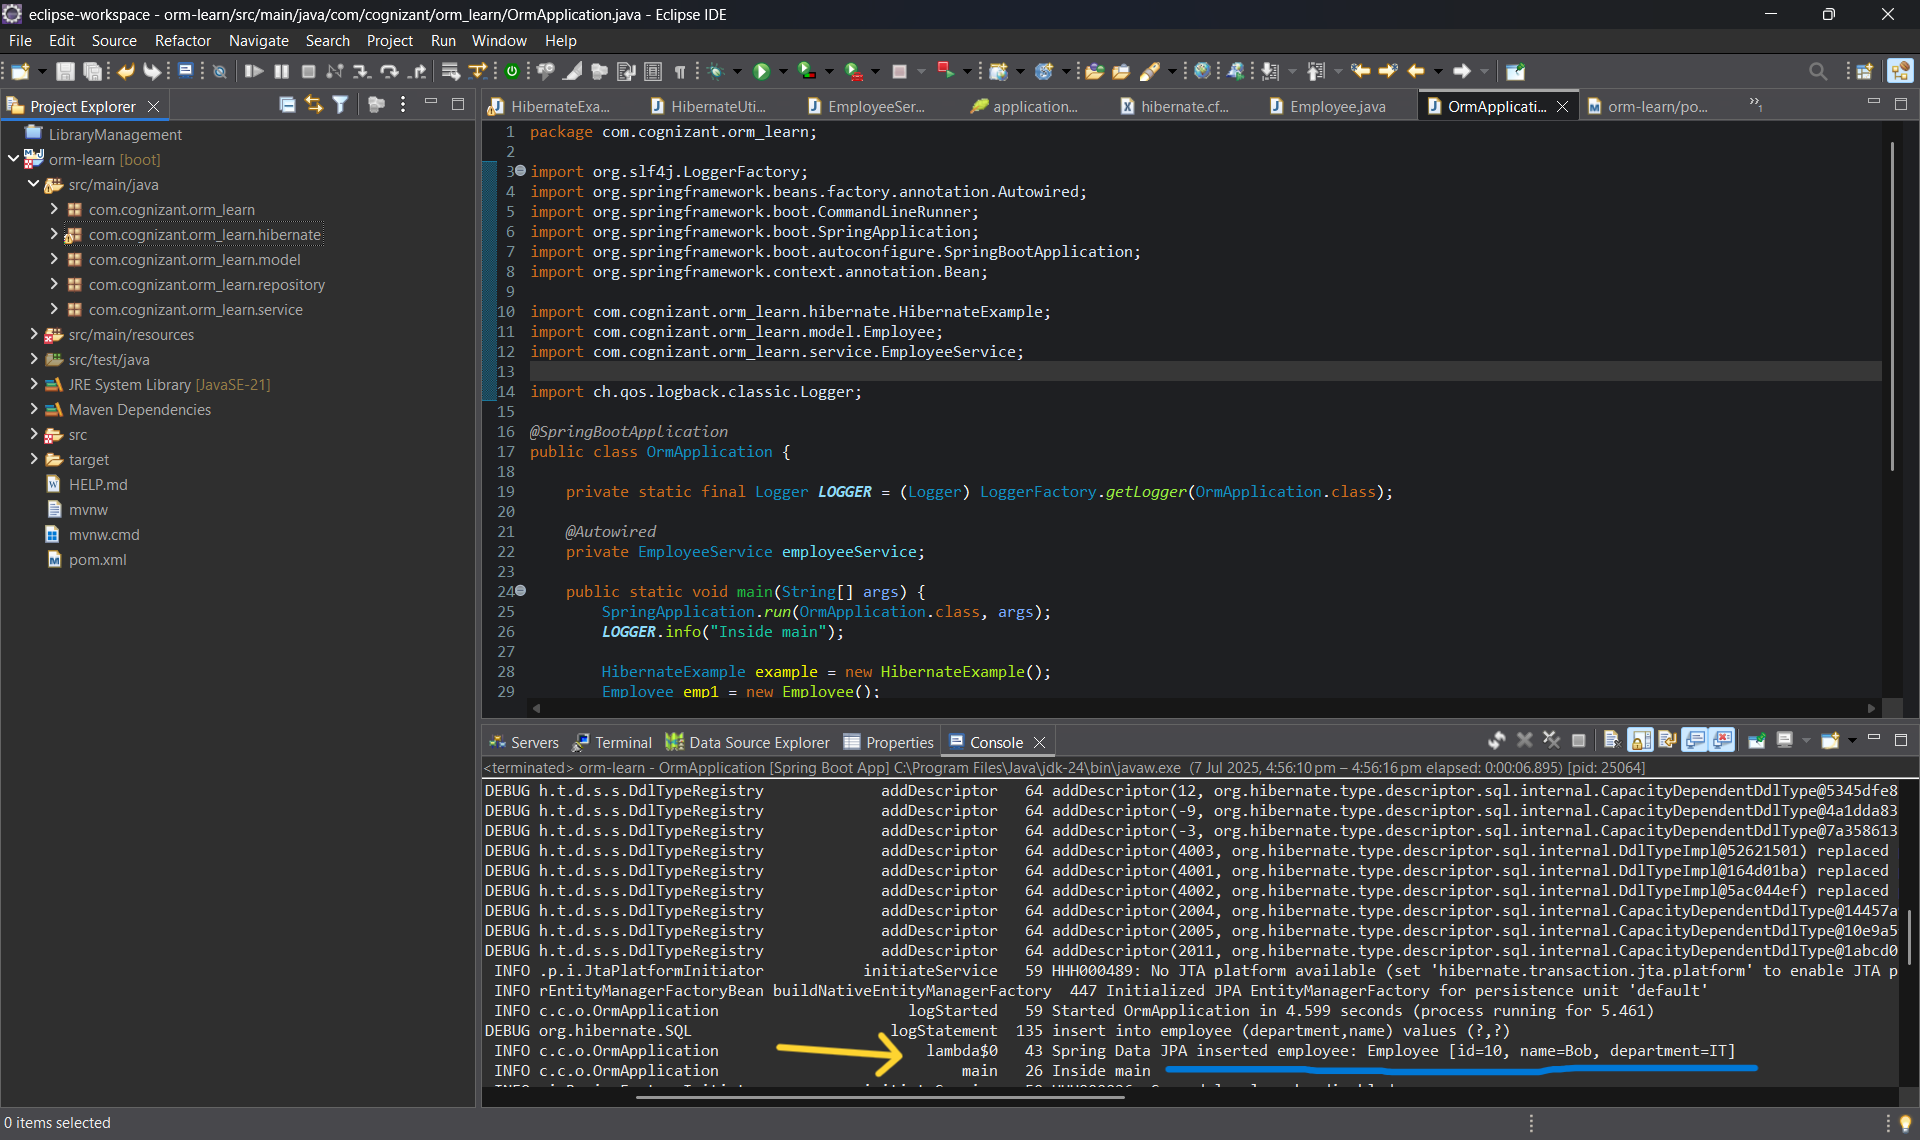 eclipse-workspace - orm-learn/src/main/java/com/cognizant/orm_learn/OrmApplication.java - Eclipse IDE
File Edit Source Refactor Navigate Search Project Run Window Help
Project Explorer
LibraryManagement
orm-learn [boot]
src/main/java
com.cognizant.orm_learn
com.cognizant.orm_learn.hibernate
com.cognizant.orm_learn.model
com.cognizant.orm_learn.repository
com.cognizant.orm_learn.service
src/main/resources
src/test/java
JRE System Library [JavaSE-21]
Maven Dependencies
src
target
HELP.md
mvnw
mvnw.cmd
pom.xml
HibernateExa... HibernateUti... EmployeeSer... application... hibernate.cf... Employee.java OrmApplicati... orm-learn/po... »1
1 package com.cognizant.orm_learn;
2
3 import org.slf4j.LoggerFactory;
4 import org.springframework.beans.factory.annotation.Autowired;
5 import org.springframework.boot.CommandLineRunner;
6 import org.springframework.boot.SpringApplication;
7 import org.springframework.boot.autoconfigure.SpringBootApplication;
8 import org.springframework.context.annotation.Bean;
9
10 import com.cognizant.orm_learn.hibernate.HibernateExample;
11 import com.cognizant.orm_learn.model.Employee;
12 import com.cognizant.orm_learn.service.EmployeeService;
13
14 import ch.qos.logback.classic.Logger;
15
16 @SpringBootApplication
17 public class OrmApplication {
18
19 private static final Logger LOGGER = (Logger) LoggerFactory.getLogger(OrmApplication.class);
20
21 @Autowired
22 private EmployeeService employeeService;
23
24 public static void main(String[] args) {
25 SpringApplication.run(OrmApplication.class, args);
26 LOGGER.info("Inside main");
27
28 HibernateExample example = new HibernateExample();
29 Employee emp1 = new Employee();
Servers Terminal Data Source Explorer Properties Console
<terminated> orm-learn - OrmApplication [Spring Boot App] C:\Program Files\Java\jdk-24\bin\javaw.exe (7 Jul 2025, 4:56:10 pm – 4:56:16 pm elapsed: 0:00:06.895) [pid: 25064]
DEBUG h.t.d.s.s.DdlTypeRegistry addDescriptor 64 addDescriptor(12, org.hibernate.type.descriptor.sql.internal.CapacityDependentDdlType@5345dfe8
DEBUG h.t.d.s.s.DdlTypeRegistry addDescriptor 64 addDescriptor(-9, org.hibernate.type.descriptor.sql.internal.CapacityDependentDdlType@4a1dda83
DEBUG h.t.d.s.s.DdlTypeRegistry addDescriptor 64 addDescriptor(-3, org.hibernate.type.descriptor.sql.internal.CapacityDependentDdlType@7a358613
DEBUG h.t.d.s.s.DdlTypeRegistry addDescriptor 64 addDescriptor(4003, org.hibernate.type.descriptor.sql.internal.DdlTypeImpl@52621501) replaced
DEBUG h.t.d.s.s.DdlTypeRegistry addDescriptor 64 addDescriptor(4001, org.hibernate.type.descriptor.sql.internal.DdlTypeImpl@164d01ba) replaced
DEBUG h.t.d.s.s.DdlTypeRegistry addDescriptor 64 addDescriptor(4002, org.hibernate.type.descriptor.sql.internal.DdlTypeImpl@5ac044ef) replaced
DEBUG h.t.d.s.s.DdlTypeRegistry addDescriptor 64 addDescriptor(2004, org.hibernate.type.descriptor.sql.internal.CapacityDependentDdlType@14457a
DEBUG h.t.d.s.s.DdlTypeRegistry addDescriptor 64 addDescriptor(2005, org.hibernate.type.descriptor.sql.internal.CapacityDependentDdlType@10e9a5
DEBUG h.t.d.s.s.DdlTypeRegistry addDescriptor 64 addDescriptor(2011, org.hibernate.type.descriptor.sql.internal.CapacityDependentDdlType@1abcd0
INFO .p.i.JtaPlatformInitiator initiateService 59 HHH000489: No JTA platform available (set 'hibernate.transaction.jta.platform' to enable JTA p
INFO rEntityManagerFactoryBean buildNativeEntityManagerFactory 447 Initialized JPA EntityManagerFactory for persistence unit 'default'
INFO c.c.o.OrmApplication logStarted 59 Started OrmApplication in 4.599 seconds (process running for 5.461)
DEBUG org.hibernate.SQL logStatement 135 insert into employee (department,name) values (?,?)
INFO c.c.o.OrmApplication lambda$0 43 Spring Data JPA inserted employee: Employee [id=10, name=Bob, department=IT]
INFO c.c.o.OrmApplication main 26 Inside main
0 items selected